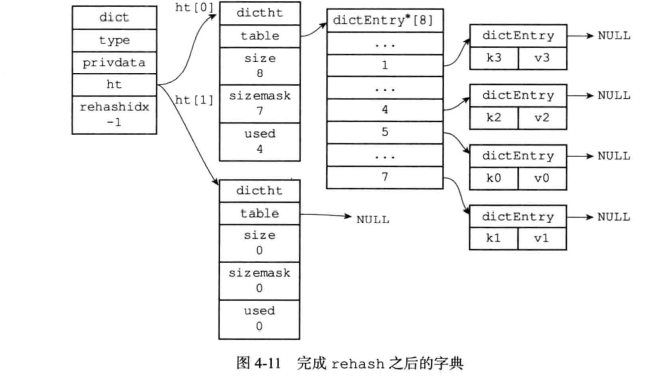 dict
type
privdata
ht
rehashidx
-1
ht[0]
ht[1]
dictht
table
size
8
sizemask
7
used
4
dictht
table
size
0
sizemask
0
used
0
NULL
dictEntry*[8]
...
1
...
4
5
...
7
dictEntry
k3 v3
NULL
dictEntry
k2 v2
NULL
dictEntry
k0 v0
NULL
dictEntry
k1 v1
NULL
图 4-11 完成 rehash 之后的字典